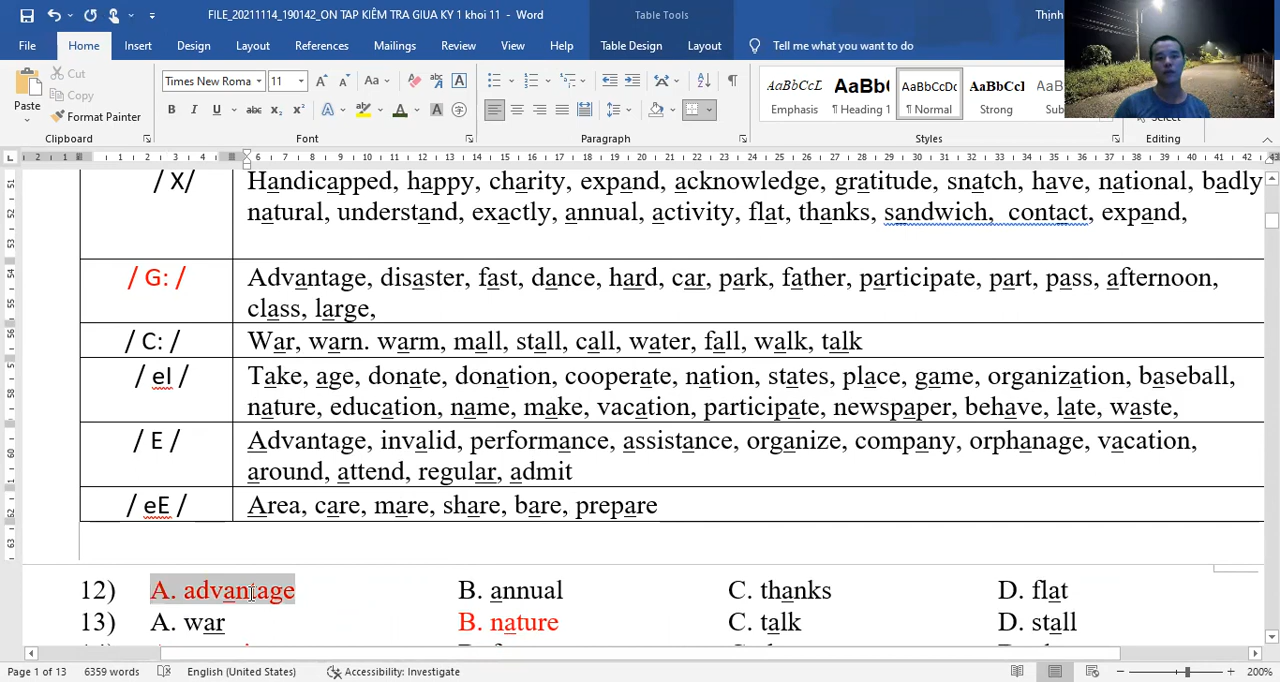 FILE_20211114_190142_ON TAP KIÊM TRA GIUA KY 1 khoi 11 - Word
Table Tools
Thịnh
File Home Insert Design Layout References Mailings Review View Help Table Design Layout Tell me what you want to do
Paste
Cut
Copy
Format Painter
Times New Roma 11
AaBbCcL Emphasis
AaBbCı Heading 1
AaBbCcDc Normal
AaBbCcl Strong
Clipboard Font Paragraph Styles Editing
/ X/ Handicapped, happy, charity, expand, acknowledge, gratitude, snatch, have, national, badly
natural, understand, exactly, annual, activity, flat, thanks, sandwich, contact, expand,
/ G: / Advantage, disaster, fast, dance, hard, car, park, father, participate, part, pass, afternoon,
class, large,
/ C: / War, warn. warm, mall, stall, call, water, fall, walk, talk
/ eI / Take, age, donate, donation, cooperate, nation, states, place, game, organization, baseball,
nature, education, name, make, vacation, participate, newspaper, behave, late, waste,
/ E / Advantage, invalid, performance, assistance, organize, company, orphanage, vacation,
around, attend, regular, admit
/ eE / Area, care, mare, share, bare, prepare
12) A. advantage B. annual C. thanks D. flat
13) A. war B. nature C. talk D. stall
Page 1 of 13 6359 words English (United States) Accessibility: Investigate 200%